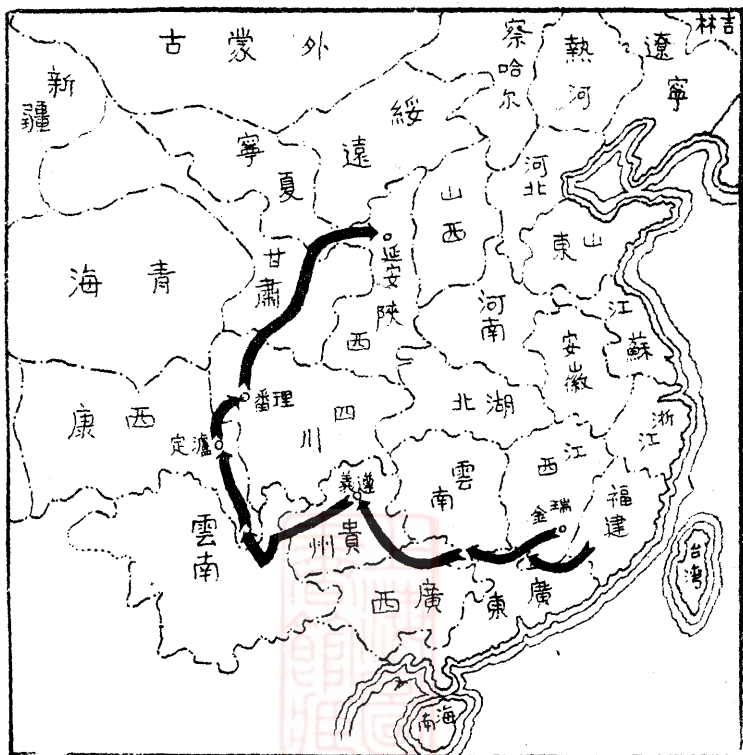 吉林
遼寧
熱河
察哈尔
外蒙古
新疆
綏遠
寧夏
河北
山西
山東
延安
甘肅
青海
陝西
河南
江蘇
安徽
理番
四川
湖北
西康
瀘定
浙江
江西
雲南
遵義
瑞金
福建
雲南
貴州
台湾
廣東
廣西
海南